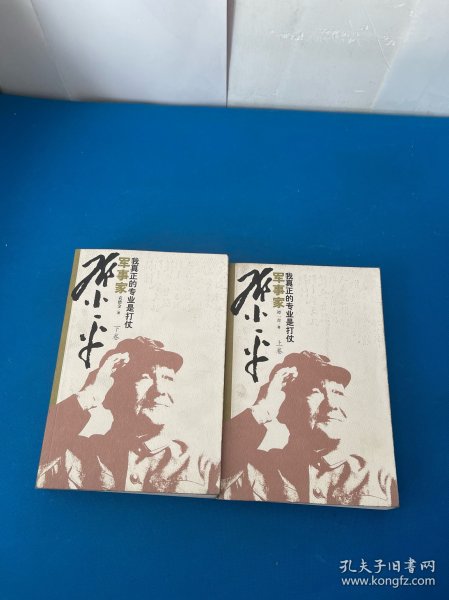 邓小平
军事家
我真正的专业是打仗
下卷
邓小平
军事家
我真正的专业是打仗
上卷
孔夫子旧书网
www.kongfz.com